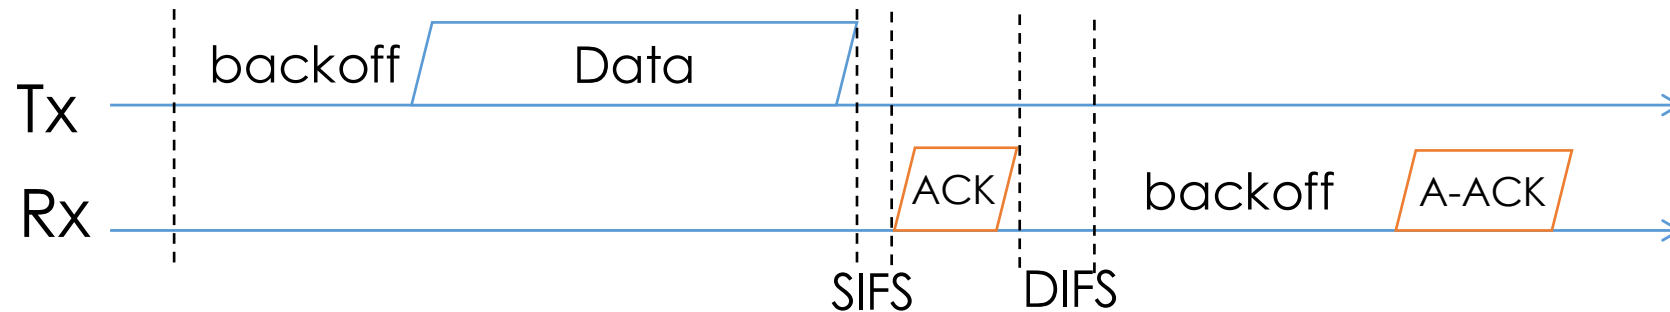 backoff
Data
Tx
ACK
backoff
A-ACK
Rx
SIFS
DIFS